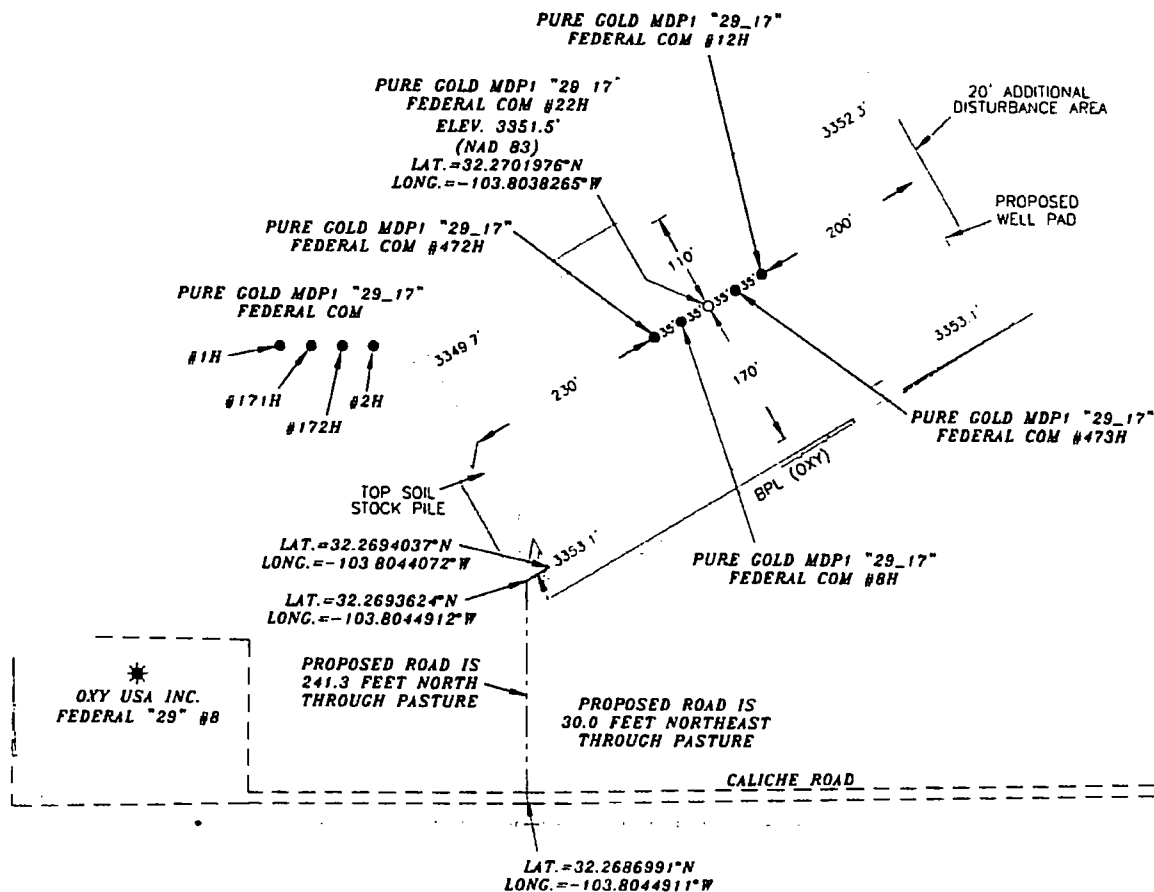 PURE GOLD MDP1 "29_17"
FEDERAL COM #12H
PURE GOLD MDP1 "29_17"
FEDERAL COM #22H
ELEV. 3351.5'
(NAD 83)
LAT.=32.2701976°N
LONG.=-103.8038265°W
20' ADDITIONAL
DISTURBANCE AREA
3352.3'
PROPOSED
WELL PAD
PURE GOLD MDP1 "29_17"
FEDERAL COM #472H
200'
110'
35' 35' 35' 35'
PURE GOLD MDP1 "29_17"
FEDERAL COM
#1H
#171H
#172H
#2H
3349.7'
3353.1'
230'
170'
PURE GOLD MDP1 "29_17"
FEDERAL COM #473H
BPL (OXY)
TOP SOIL
STOCK PILE
LAT.=32.2694037°N
LONG.=-103.8044072°W
3353.1'
PURE GOLD MDP1 "29_17"
FEDERAL COM #8H
LAT.=32.2693624°N
LONG.=-103.8044912°W
OXY USA INC.
FEDERAL "29" #8
PROPOSED ROAD IS
241.3 FEET NORTH
THROUGH PASTURE
PROPOSED ROAD IS
30.0 FEET NORTHEAST
THROUGH PASTURE
CALICHE ROAD
LAT.=32.2686991°N
LONG.=-103.8044911°W